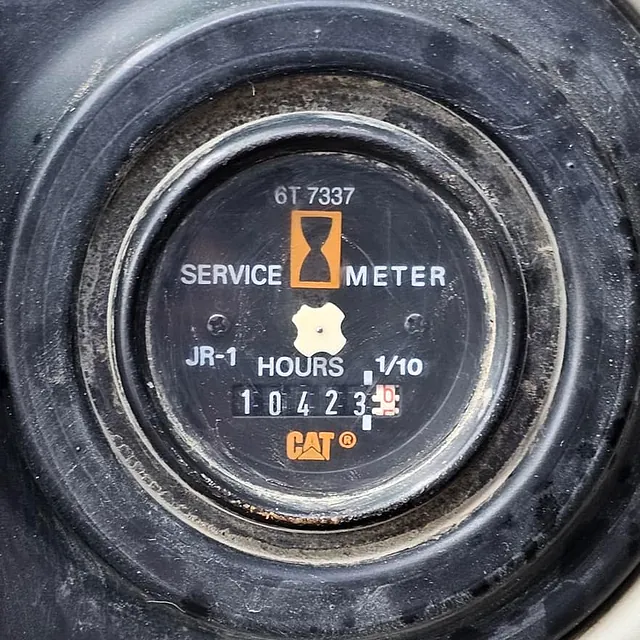 6T 7337
SERVICE METER
JR-1 HOURS 1/10
10423
CAT®